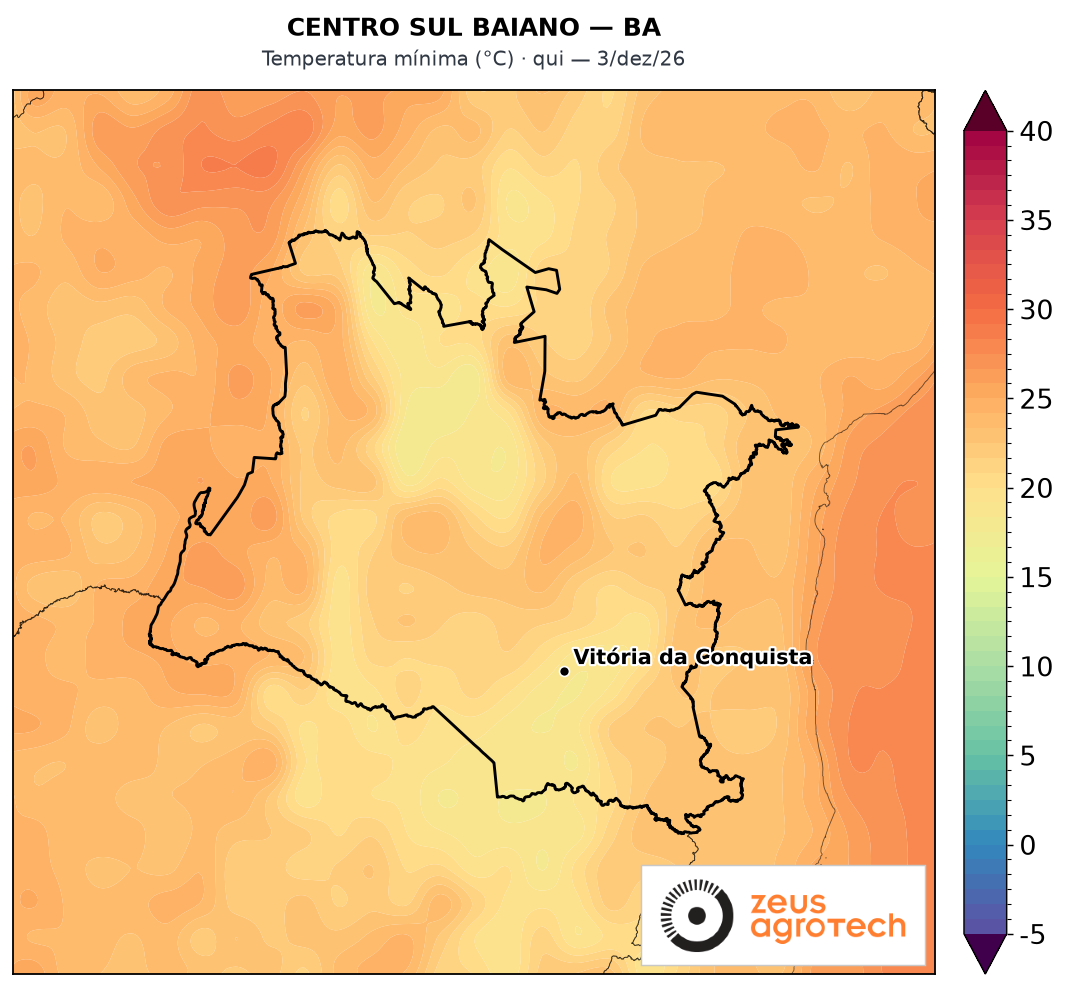 CENTRO SUL BAIANO — BA
Temperatura mínima (°C) · qui — 3/dez/26
40
35
30
25
20
15
10
5
0
-5
Vitória da Conquista
zeus
agrotech